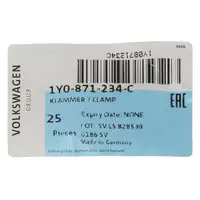 1Y0871234C
VOLKSWAGEN
GROUP
1Y0-871-234-C
KLAMMER / CLAMP
EAC
25
Pieces
Expiry Date: NONE
Made in Germany